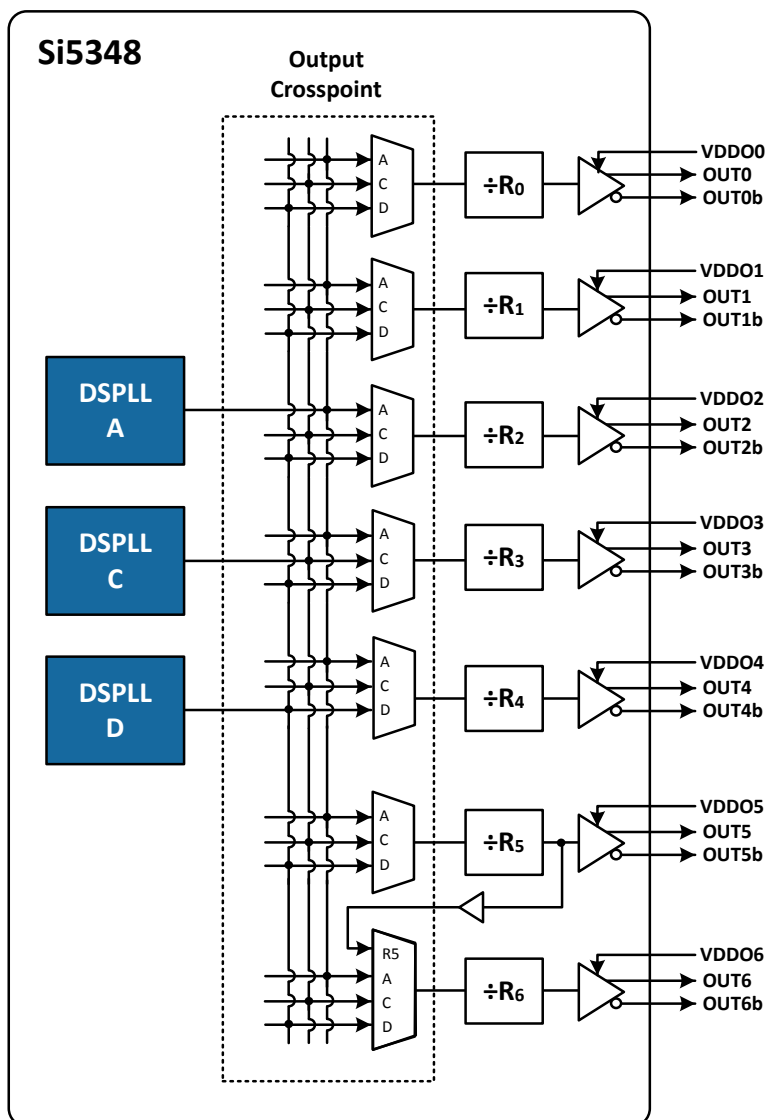 Si5348
Output
Crosspoint
A
C
D
÷R0
VDDO0
OUT0
OUT0b
A
C
D
÷R1
VDDO1
OUT1
OUT1b
DSPLL
A
A
C
D
÷R2
VDDO2
OUT2
OUT2b
DSPLL
C
A
C
D
÷R3
VDDO3
OUT3
OUT3b
DSPLL
D
A
C
D
÷R4
VDDO4
OUT4
OUT4b
A
C
D
÷R5
VDDO5
OUT5
OUT5b
R5
A
C
D
÷R6
VDDO6
OUT6
OUT6b